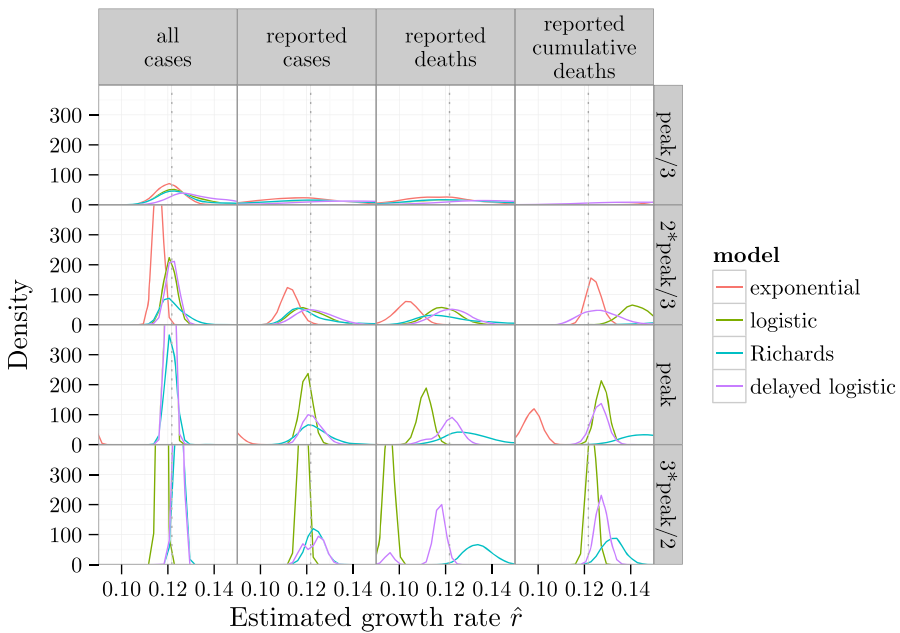 all
cases
reported
cases
reported
deaths
reported
cumulative
deaths
peak/3
2*peak/3
peak
3*peak/2
300
200
100
0
300
200
100
0
300
200
100
0
300
200
100
0
Density
0.10 0.12 0.14 0.10 0.12 0.14 0.10 0.12 0.14 0.10 0.12 0.14
Estimated growth rate r̂
model
exponential
logistic
Richards
delayed logistic